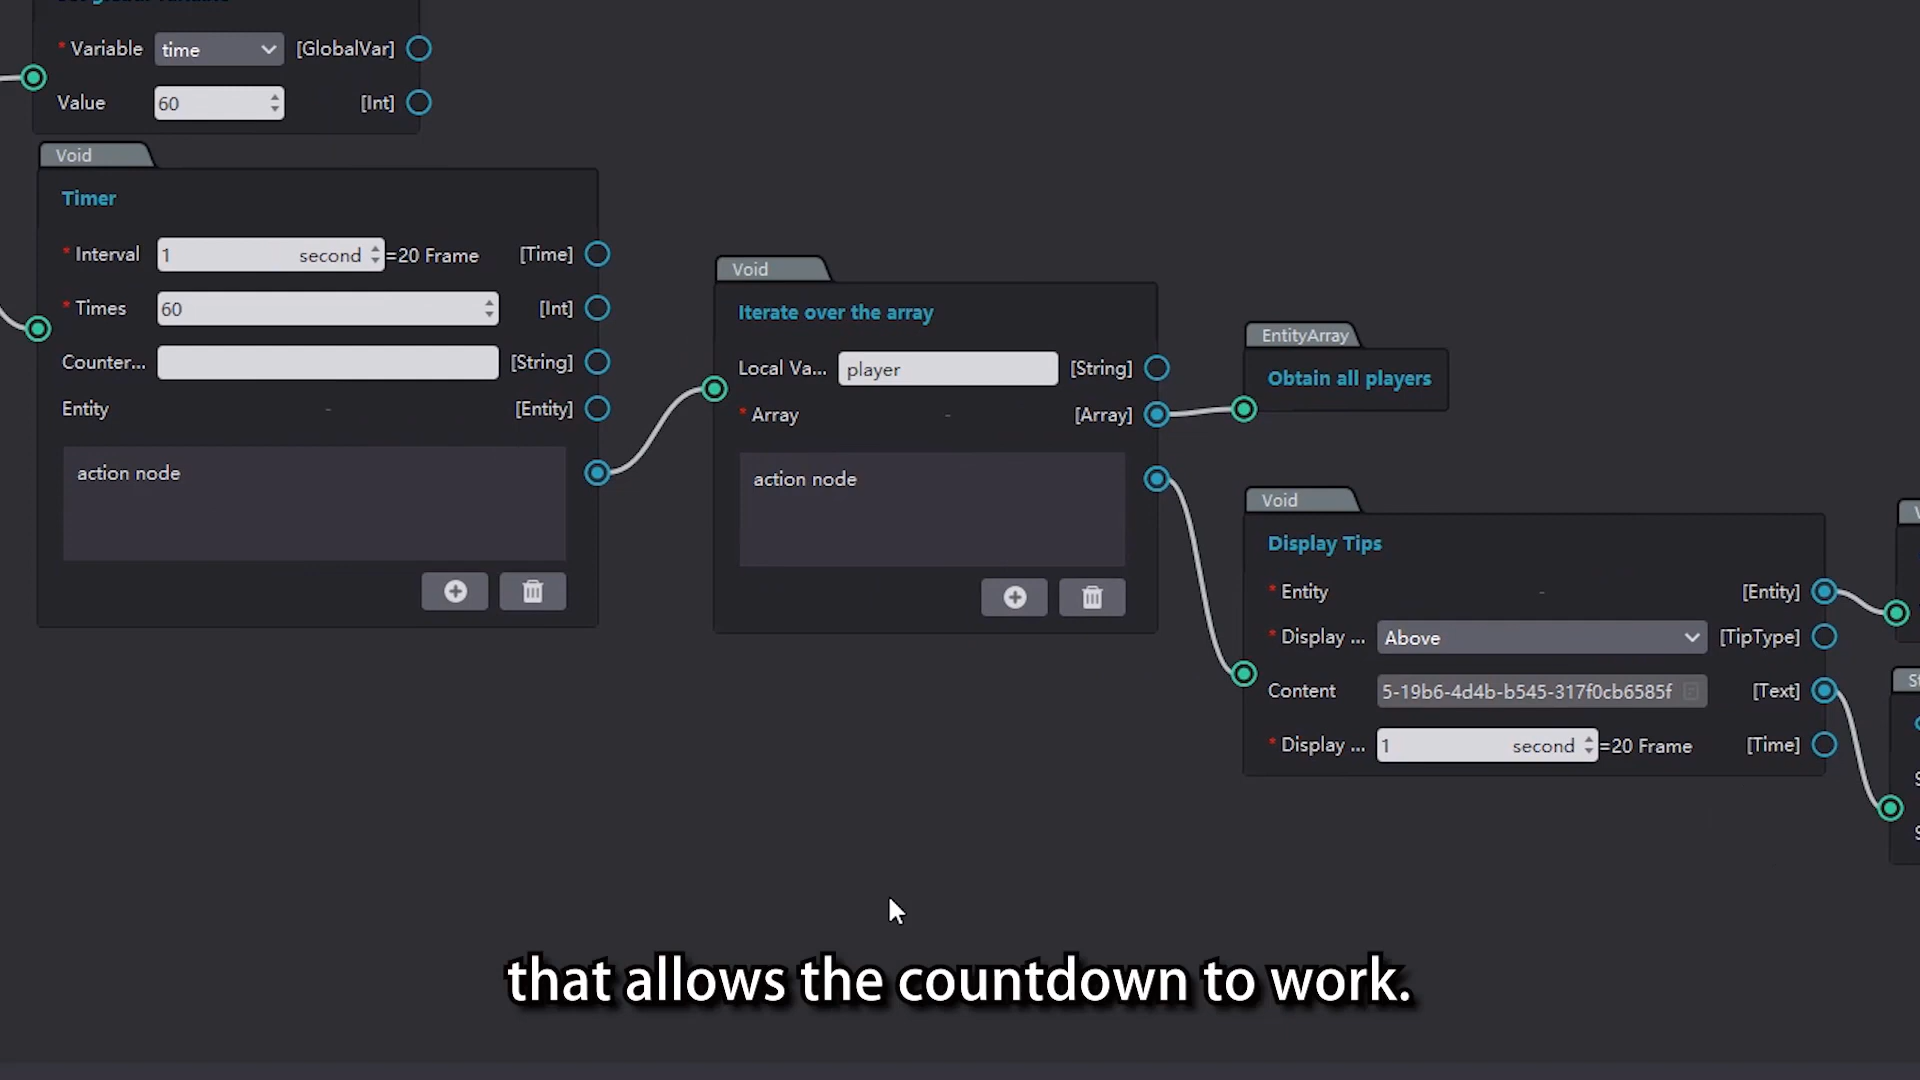 * Variable time [GlobalVar]
Value 60 [Int]
Void
Timer
* Interval 1 second =20 Frame [Time]
* Times 60 [Int]
Counter... [String]
Entity - [Entity]
action node
Void
Iterate over the array
Local Va... player [String]
* Array - [Array]
action node
EntityArray
Obtain all players
Void
Display Tips
* Entity - [Entity]
* Display ... Above [TipType]
Content 5-19b6-4d4b-b545-317f0cb6585f [Text]
* Display ... 1 second =20 Frame [Time]
that allows the countdown to work.